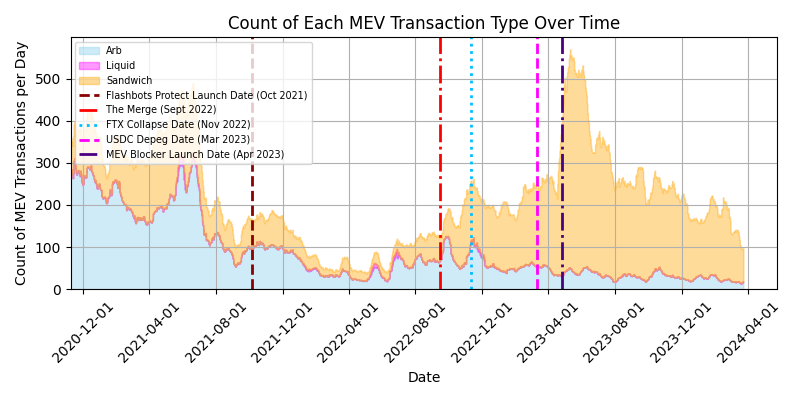 Count of Each MEV Transaction Type Over Time
Count of MEV Transactions per Day
500
400
300
200
100
0
Arb
Liquid
Sandwich
Flashbots Protect Launch Date (Oct 2021)
The Merge (Sept 2022)
FTX Collapse Date (Nov 2022)
USDC Depeg Date (Mar 2023)
MEV Blocker Launch Date (Apr 2023)
2020-12-01
2021-04-01
2021-08-01
2021-12-01
2022-04-01
2022-08-01
2022-12-01
2023-04-01
2023-08-01
2023-12-01
2024-04-01
Date